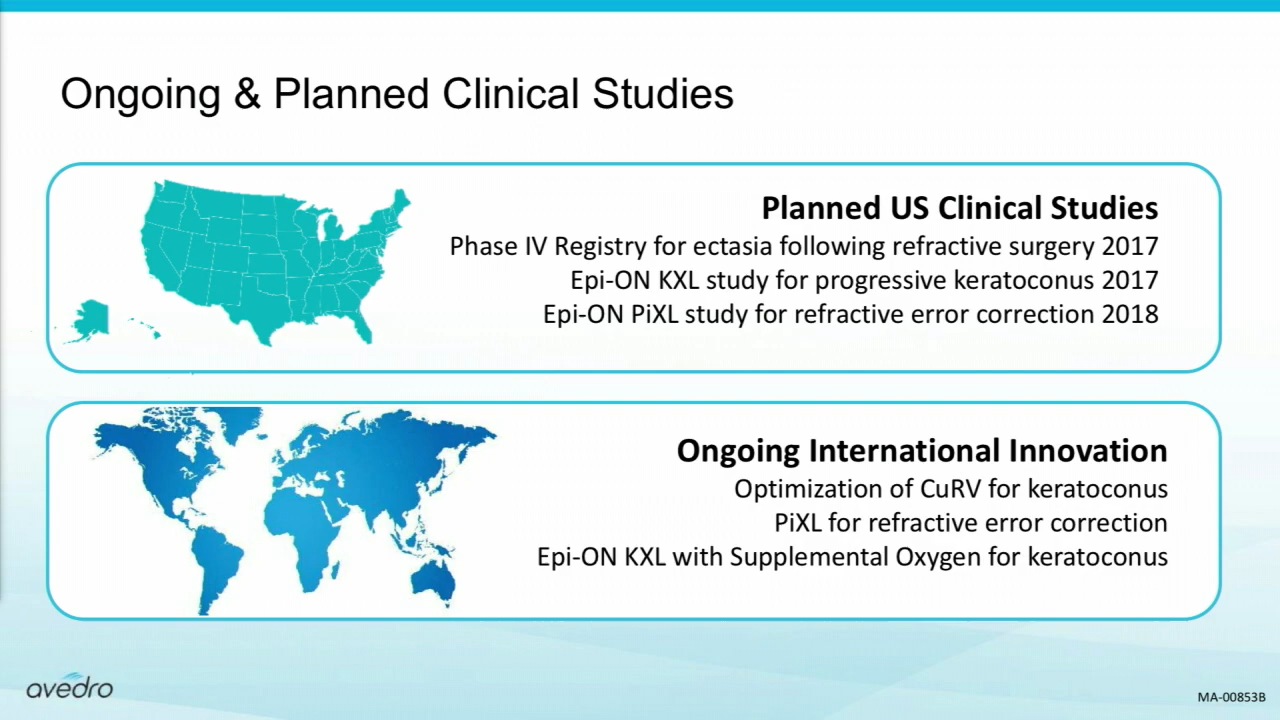 Ongoing & Planned Clinical Studies
Planned US Clinical Studies
Phase IV Registry for ectasia following refractive surgery 2017
Epi-ON KXL study for progressive keratoconus 2017
Epi-ON PiXL study for refractive error correction 2018
Ongoing International Innovation
Optimization of CuRV for keratoconus
PiXL for refractive error correction
Epi-ON KXL with Supplemental Oxygen for keratoconus
avedro
MA-00853B